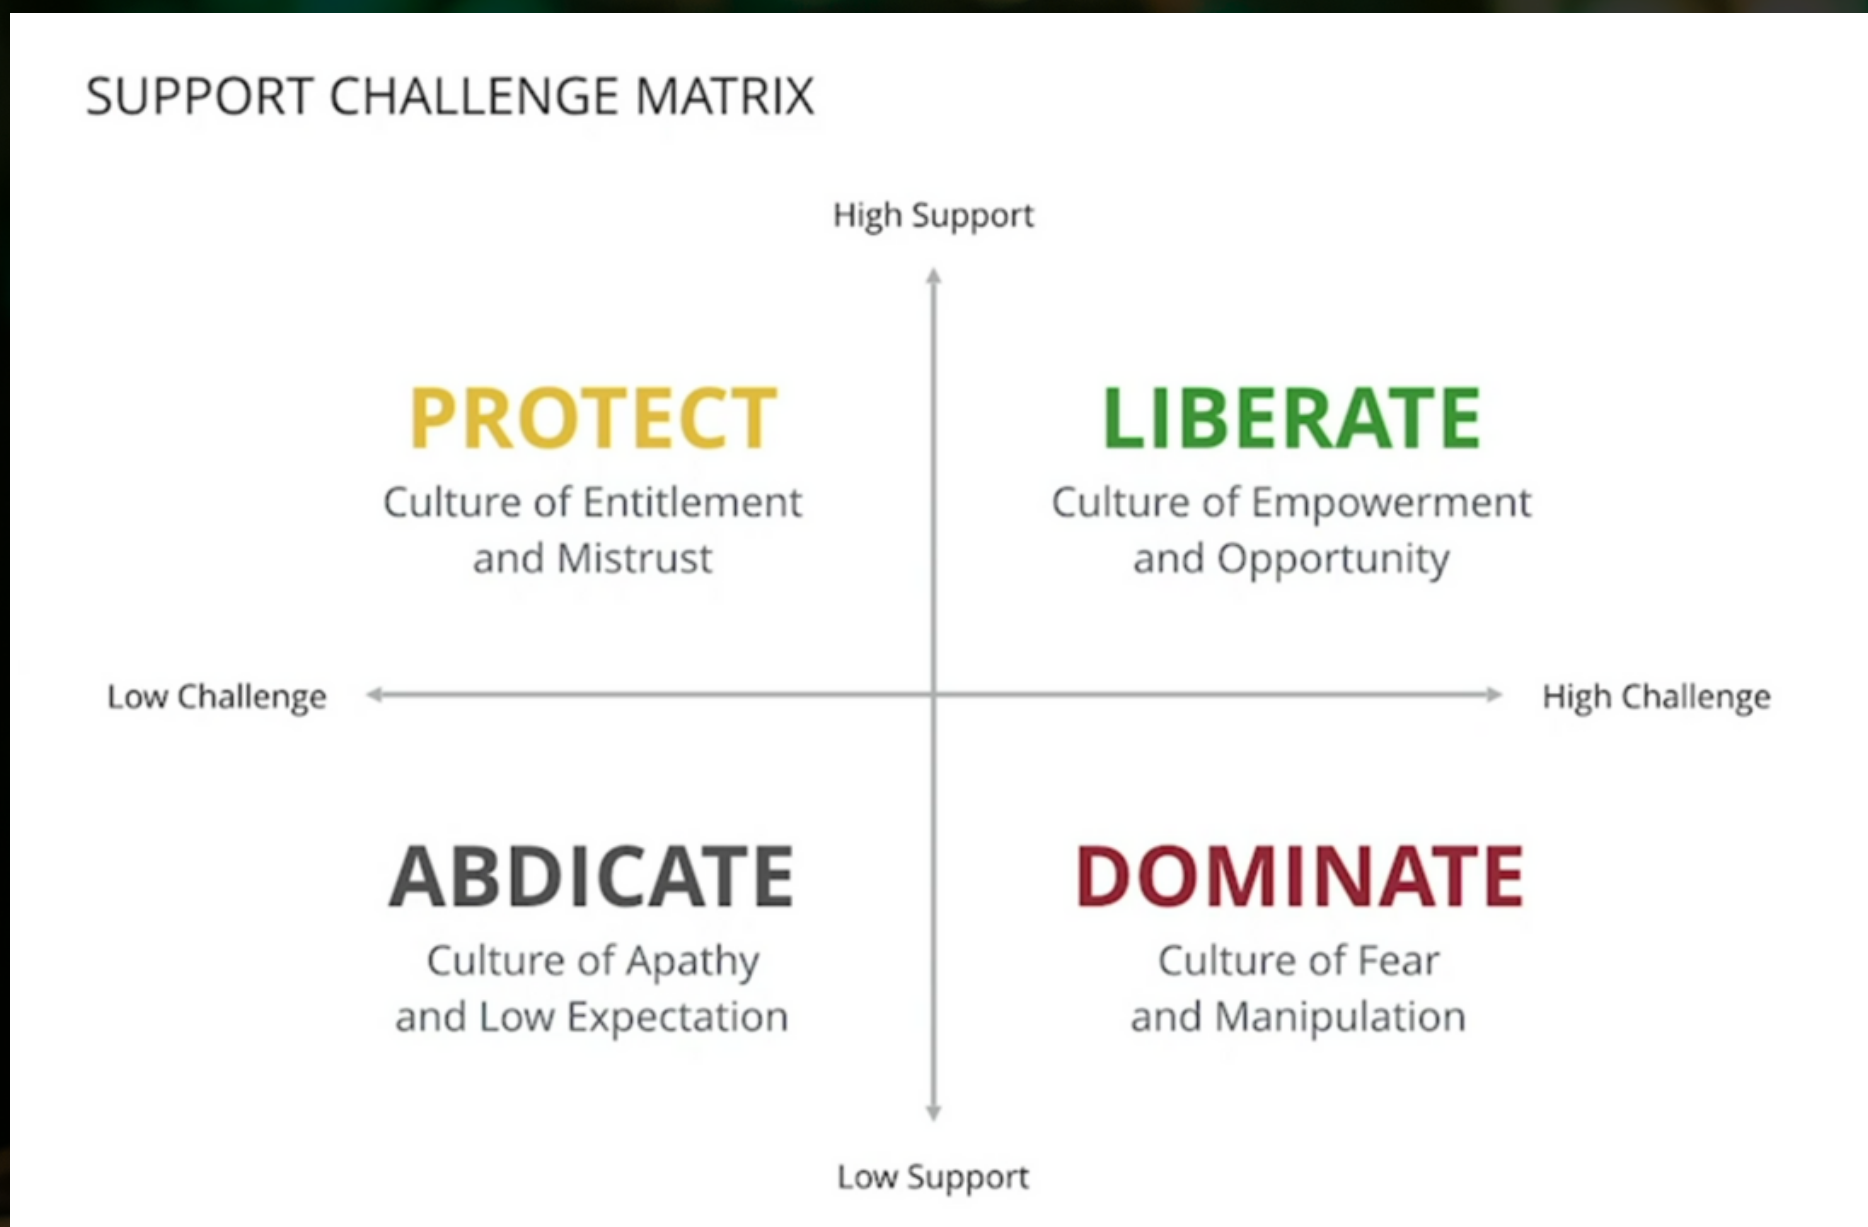 SUPPORT CHALLENGE MATRIX
High Support
PROTECT
Culture of Entitlement
and Mistrust
LIBERATE
Culture of Empowerment
and Opportunity
Low Challenge
High Challenge
ABDICATE
Culture of Apathy
and Low Expectation
DOMINATE
Culture of Fear
and Manipulation
Low Support